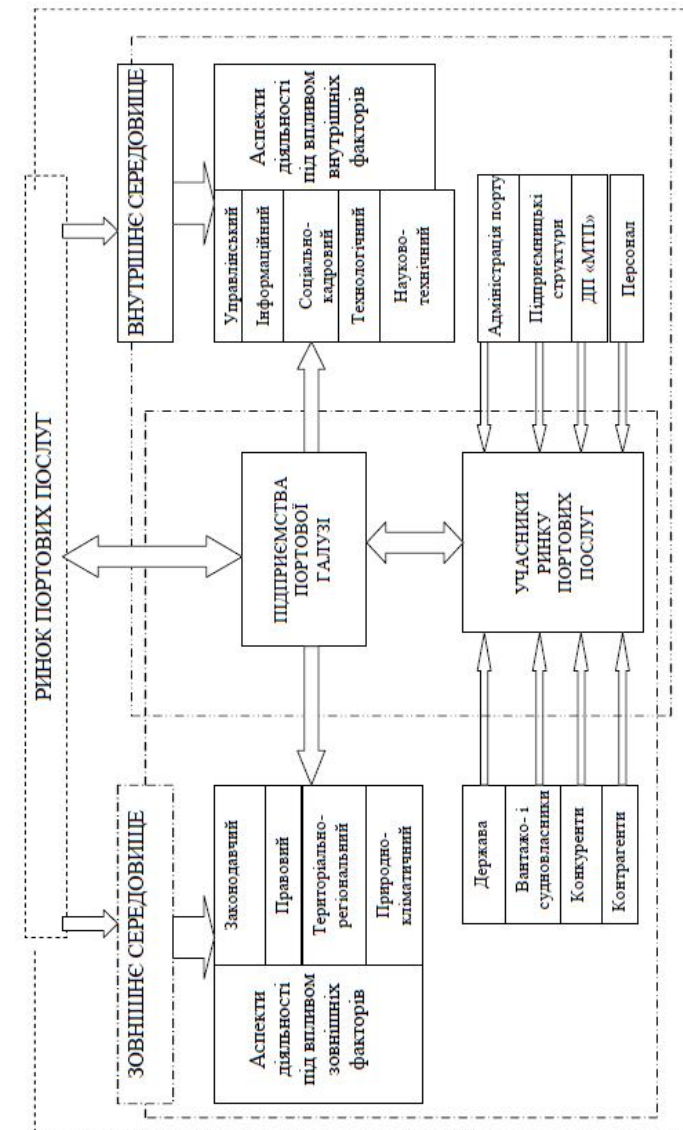 РИНОК ПОРТОВИХ ПОСЛУГ
ЗОВНІШНЄ СЕРЕДОВИЩЕ
ВНУТРІШНЄ СЕРЕДОВИЩЕ
Аспекти
діяльності
під впливом
зовнішніх
факторів
Законодавчий
Правовий
Територіально-
регіональний
Природно-
кліматичний
ПІДПРИЄМСТВА
ПОРТОВОЇ
ГАЛУЗІ
Управлінський
Інформаційний
Соціально-
кадровий
Технологічний
Науково-
технічний
Аспекти
діяльності
під впливом
внутрішніх
факторів
Держава
Вантажо- і
судновласники
Конкуренти
Контрагенти
УЧАСНИКИ
РИНКУ
ПОРТОВИХ
ПОСЛУГ
Адміністрація порту
Підприємницькі
структури
ДП «МТП»
Персонал